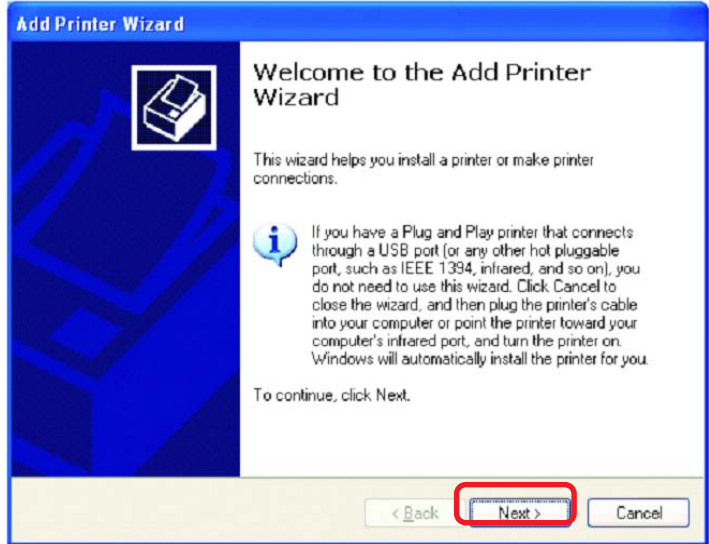 Add Printer Wizard
Welcome to the Add Printer
Wizard
This wizard helps you install a printer or make printer
connections.
If you have a Plug and Play printer that connects
through a USB port (or any other hot pluggable
port, such as IEEE 1394, infrared, and so on), you
do not need to use this wizard. Click Cancel to
close the wizard, and then plug the printer's cable
into your computer or point the printer toward your
computer's infrared port, and turn the printer on.
Windows will automatically install the printer for you.
To continue, click Next.
< Back Next > Cancel